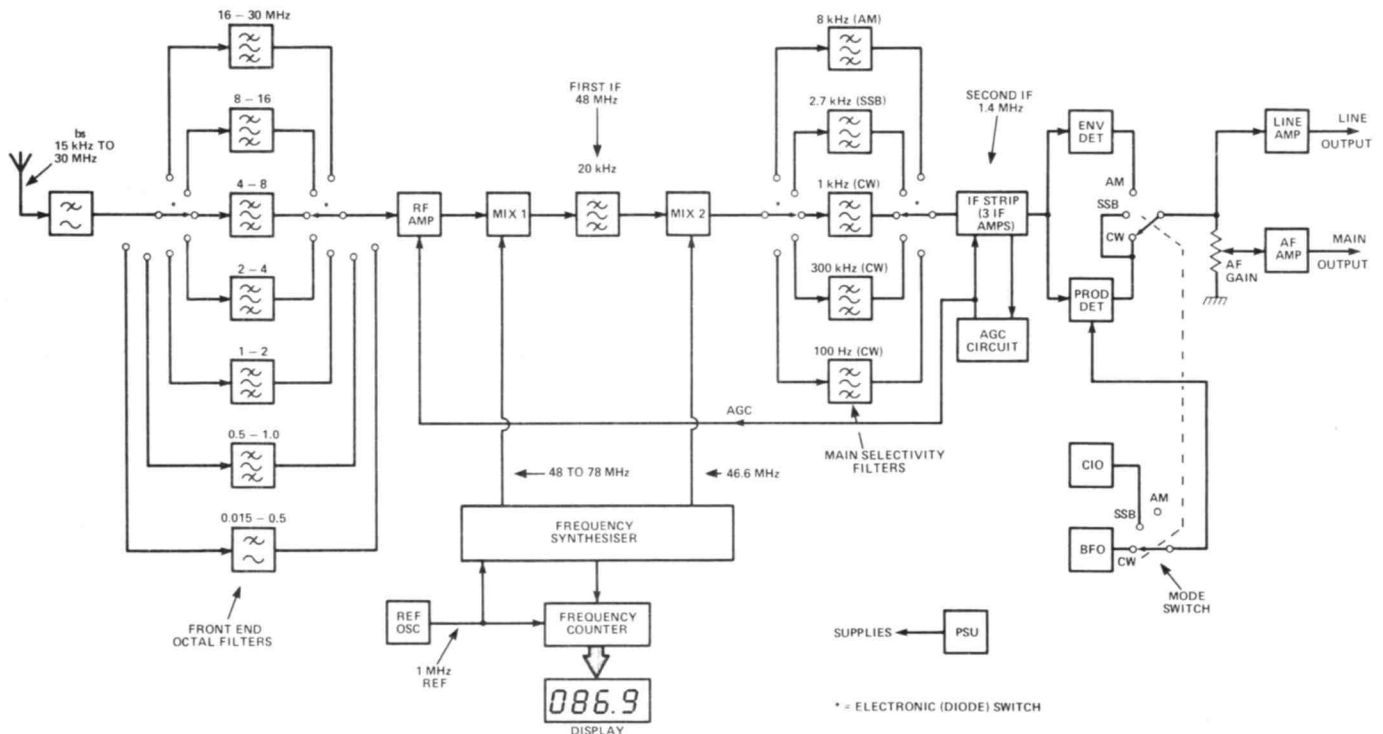 16 – 30 MHz
8 – 16
4 – 8
2 – 4
1 – 2
0.5 – 1.0
0.015 – 0.5
bs
15 kHz TO
30 MHz
*
*
FRONT END
OCTAL FILTERS
RF
AMP
MIX 1
FIRST IF
48 MHz
20 kHz
MIX 2
8 kHz (AM)
2.7 kHz (SSB)
1 kHz (CW)
300 kHz (CW)
100 Hz (CW)
*
*
MAIN SELECTIVITY
FILTERS
SECOND IF
1.4 MHz
IF STRIP
(3 IF
AMPS)
AGC
CIRCUIT
AGC
48 TO 78 MHz
46.6 MHz
FREQUENCY
SYNTHESISER
REF
OSC
1 MHz
REF
FREQUENCY
COUNTER
086.9
DISPLAY
ENV
DET
PROD
DET
AM
SSB
CW
LINE
AMP
LINE
OUTPUT
AF
GAIN
AF
AMP
MAIN
OUTPUT
CIO
BFO
SSB
AM
CW
MODE
SWITCH
SUPPLIES
PSU
* = ELECTRONIC (DIODE) SWITCH